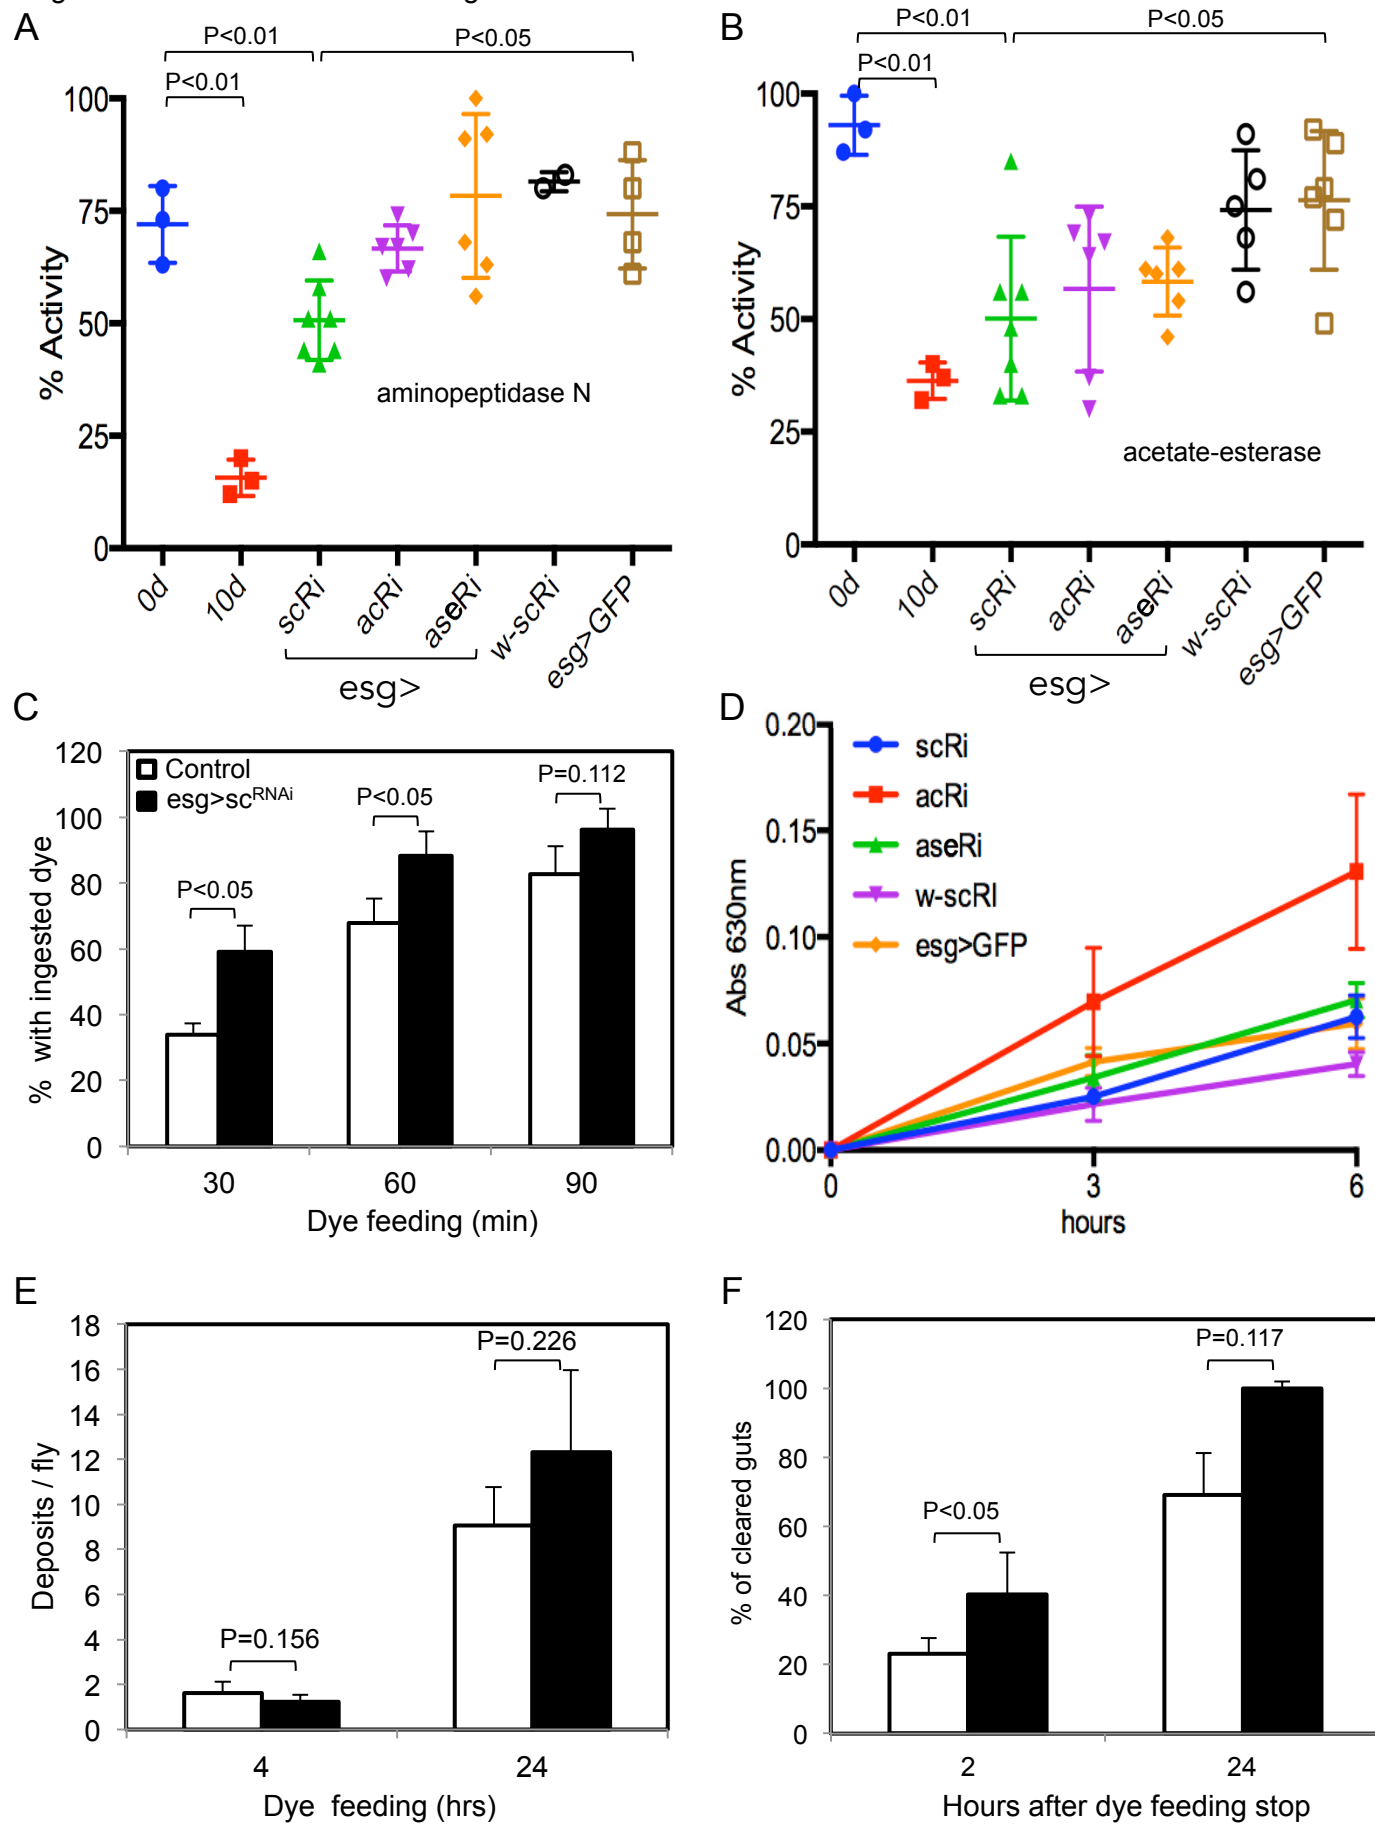 A
P<0.01
P<0.05
P<0.01
100
75
50
25
0
% Activity
aminopeptidase N
0d
10d
scRi
acRi
aseRi
w-scRi
esg>GFP
esg>
B
P<0.01
P<0.05
P<0.01
100
75
50
25
0
% Activity
acetate-esterase
0d
10d
scRi
acRi
aseRi
w-scRi
esg>GFP
esg>
C
120
100
80
60
40
20
0
% with ingested dye
Control
esg>scRNAi
P<0.05
P<0.05
P=0.112
30
60
90
Dye feeding (min)
D
0.20
0.15
0.10
0.05
0.00
Abs 630nm
scRi
acRi
aseRi
w-scRI
esg>GFP
0
3
6
hours
E
18
16
14
12
10
8
6
4
2
0
Deposits / fly
P=0.156
P=0.226
4
24
Dye feeding (hrs)
F
120
100
80
60
40
20
0
% of cleared guts
P<0.05
P=0.117
2
24
Hours after dye feeding stop